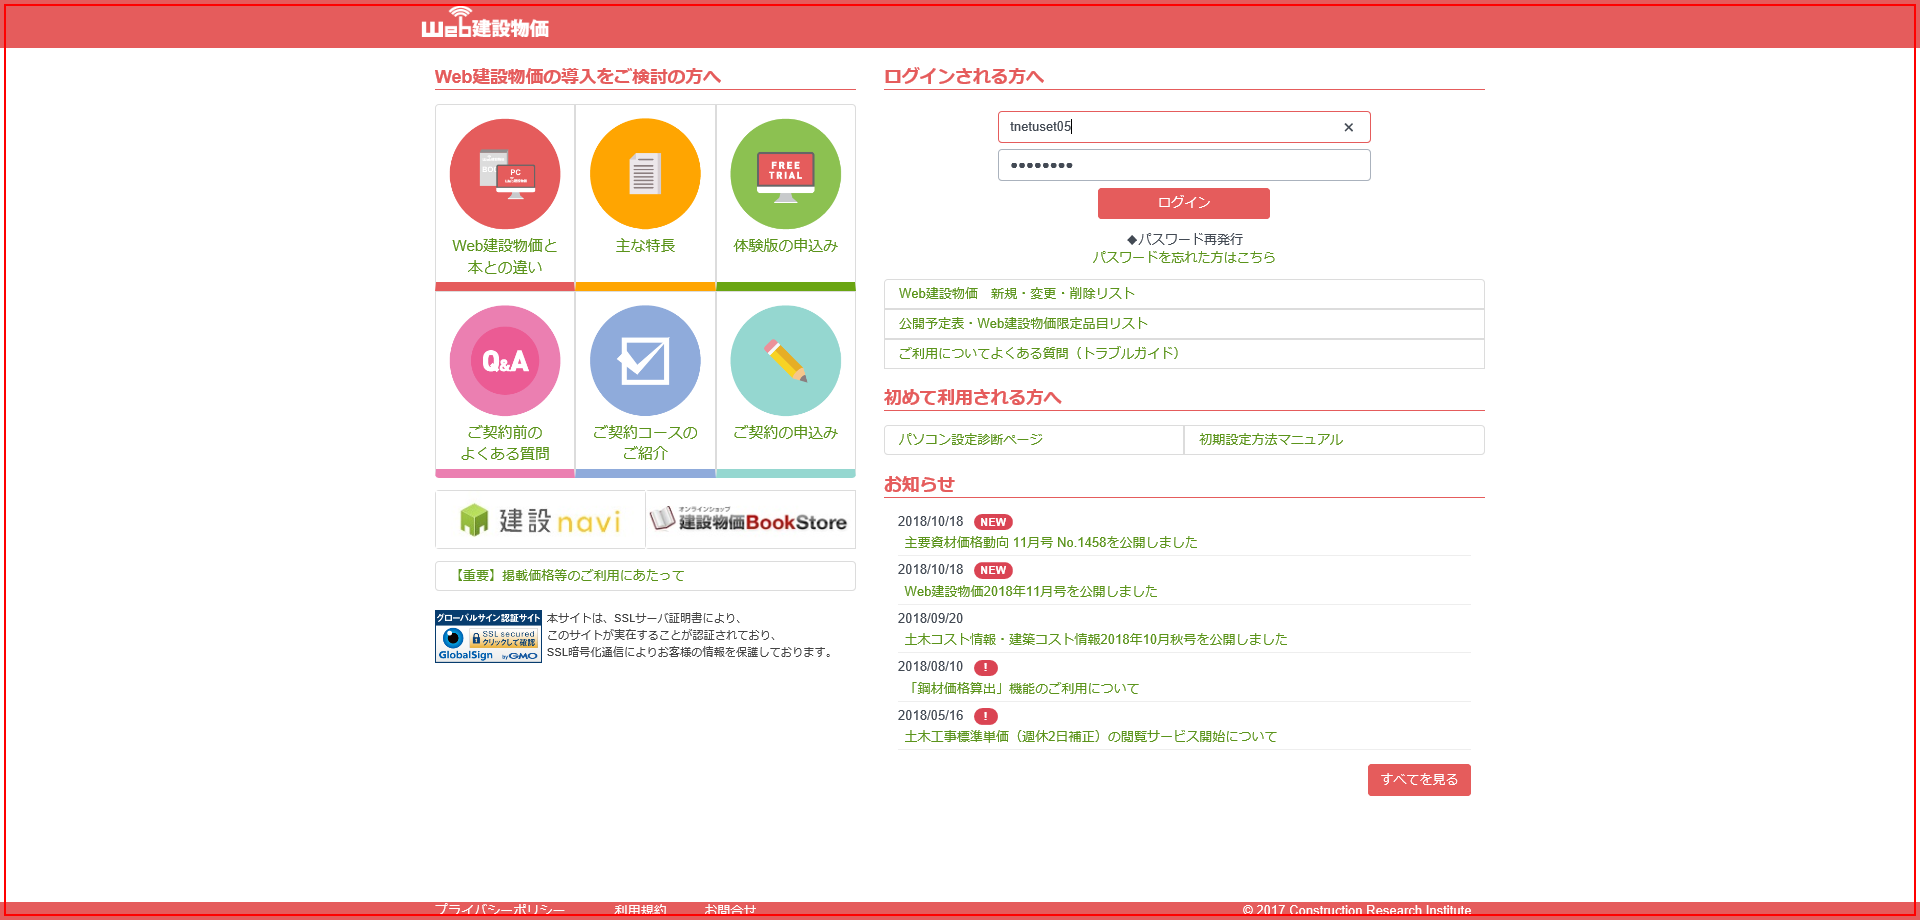 Web建設物価
Web建設物価の導入をご検討の方へ
BOOK
PC
Web建設物価と
本との違い
主な特長
FREE
TRIAL
体験版の申込み
Q&A
ご契約前の
よくある質問
ご契約コースの
ご紹介
ご契約の申込み
建設navi
オンラインショップ
建設物価BookStore
【重要】掲載価格等のご利用にあたって
グローバルサイン認証サイト
SSL secured
クリックして確認
GlobalSign by GMO
本サイトは、SSLサーバ証明書により、
このサイトが実在することが認証されており、
SSL暗号化通信によりお客様の情報を保護しております。
ログインされる方へ
tnetuset05 ×
●●●●●●●●
ログイン
◆パスワード再発行
パスワードを忘れた方はこちら
Web建設物価　新規・変更・削除リスト
公開予定表・Web建設物価限定品目リスト
ご利用についてよくある質問（トラブルガイド）
初めて利用される方へ
パソコン設定診断ページ
初期設定方法マニュアル
お知らせ
2018/10/18 NEW
主要資材価格動向 11月号 No.1458を公開しました
2018/10/18 NEW
Web建設物価2018年11月号を公開しました
2018/09/20
土木コスト情報・建築コスト情報2018年10月秋号を公開しました
2018/08/10 !
「鋼材価格算出」機能のご利用について
2018/05/16 !
土木工事標準単価（週休2日補正）の閲覧サービス開始について
すべてを見る
プライバシーポリシー 利用規約 お問合せ
© 2017 Construction Research Institute